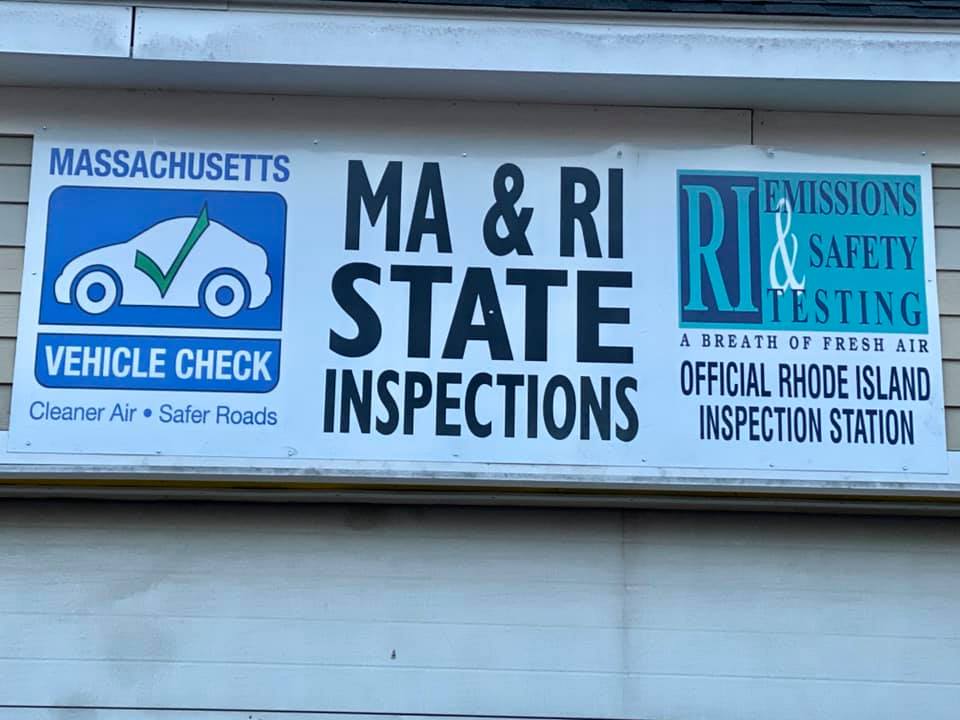 MASSACHUSETTS
VEHICLE CHECK
Cleaner Air • Safer Roads
MA & RI
STATE
INSPECTIONS
RI EMISSIONS
& SAFETY
TESTING
A BREATH OF FRESH AIR
OFFICIAL RHODE ISLAND
INSPECTION STATION